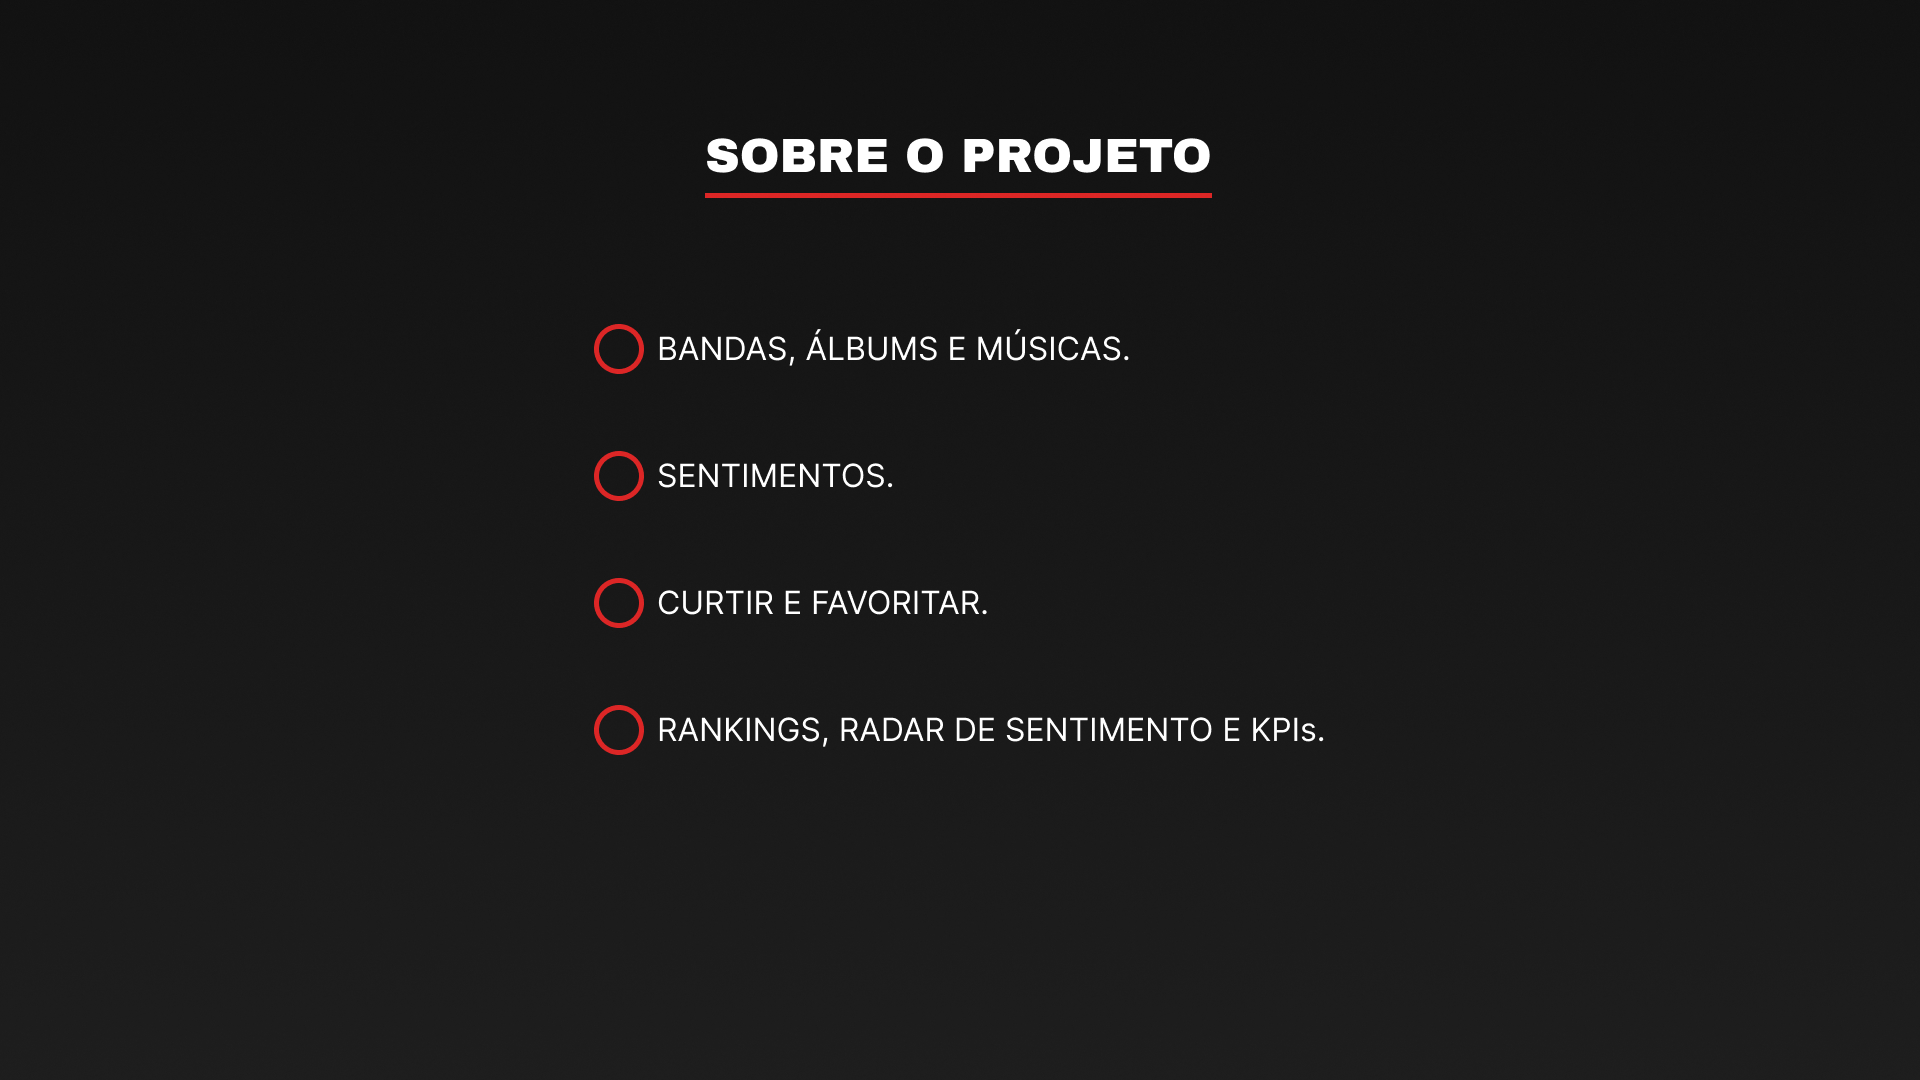 SOBRE O PROJETO
BANDAS, ÁLBUMS E MÚSICAS.
SENTIMENTOS.
CURTIR E FAVORITAR.
RANKINGS, RADAR DE SENTIMENTO E KPIs.